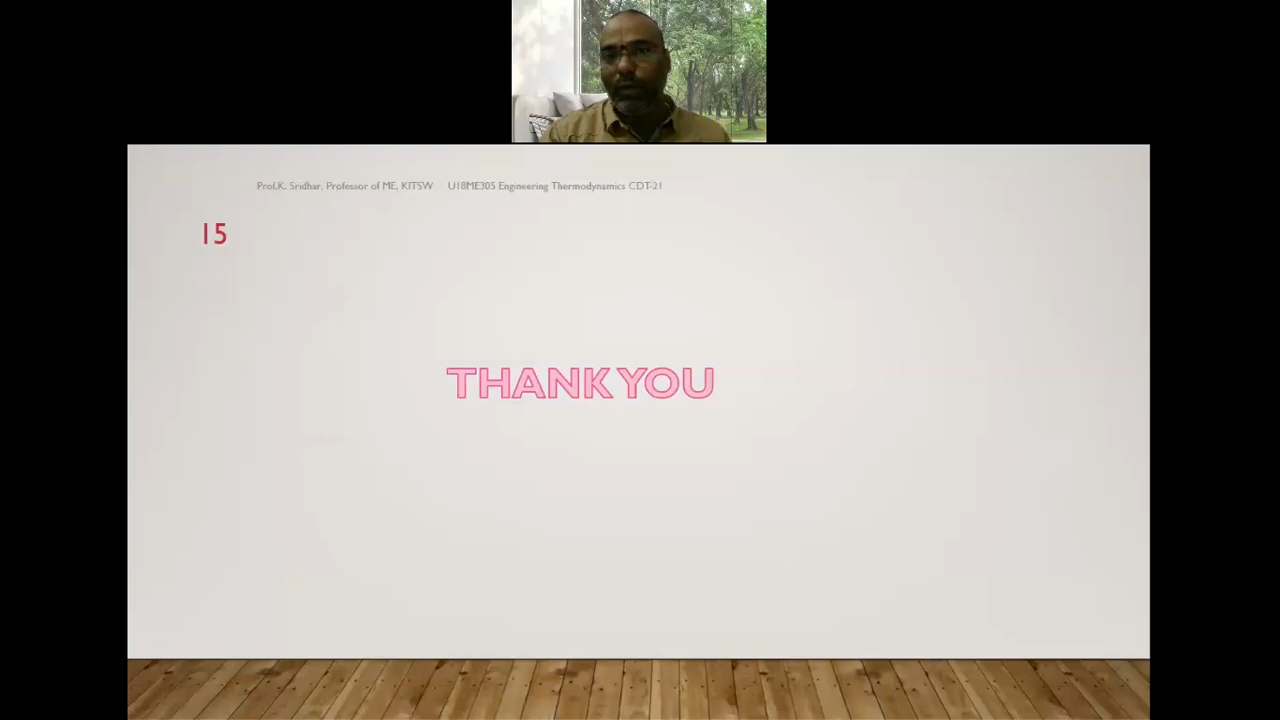 Prof.K. Sridhar, Professor of ME, KITSW U18ME305 Engineering Thermodynamics CDT-21
15
THANK YOU